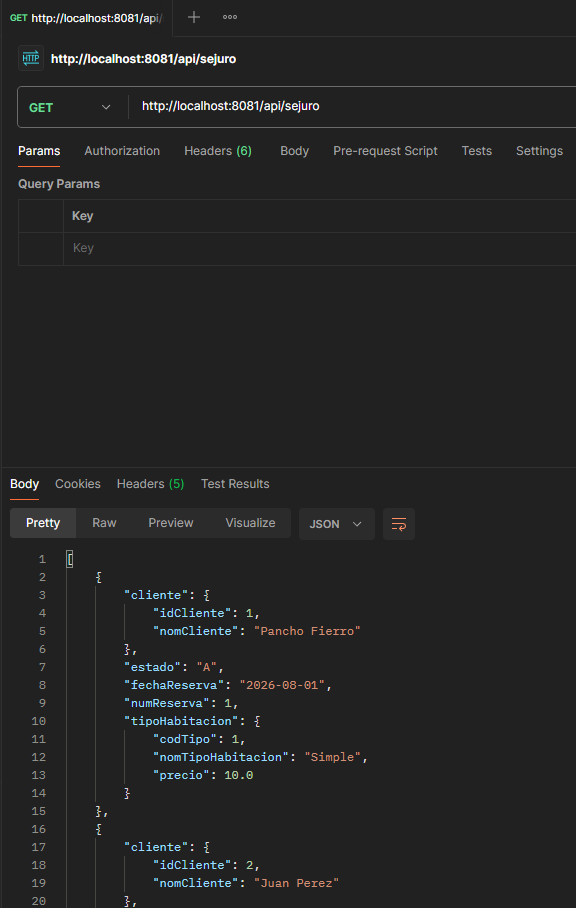 GET http://localhost:8081/api/
HTTP http://localhost:8081/api/sejuro
GET http://localhost:8081/api/sejuro
Params Authorization Headers (6) Body Pre-request Script Tests Settings
Query Params
Key
Key
Body Cookies Headers (5) Test Results
Pretty Raw Preview Visualize JSON
1 [
2 {
3 "cliente": {
4 "idCliente": 1,
5 "nomCliente": "Pancho Fierro"
6 },
7 "estado": "A",
8 "fechaReserva": "2026-08-01",
9 "numReserva": 1,
10 "tipoHabitacion": {
11 "codTipo": 1,
12 "nomTipoHabitacion": "Simple",
13 "precio": 10.0
14 }
15 },
16 {
17 "cliente": {
18 "idCliente": 2,
19 "nomCliente": "Juan Perez"
20 },